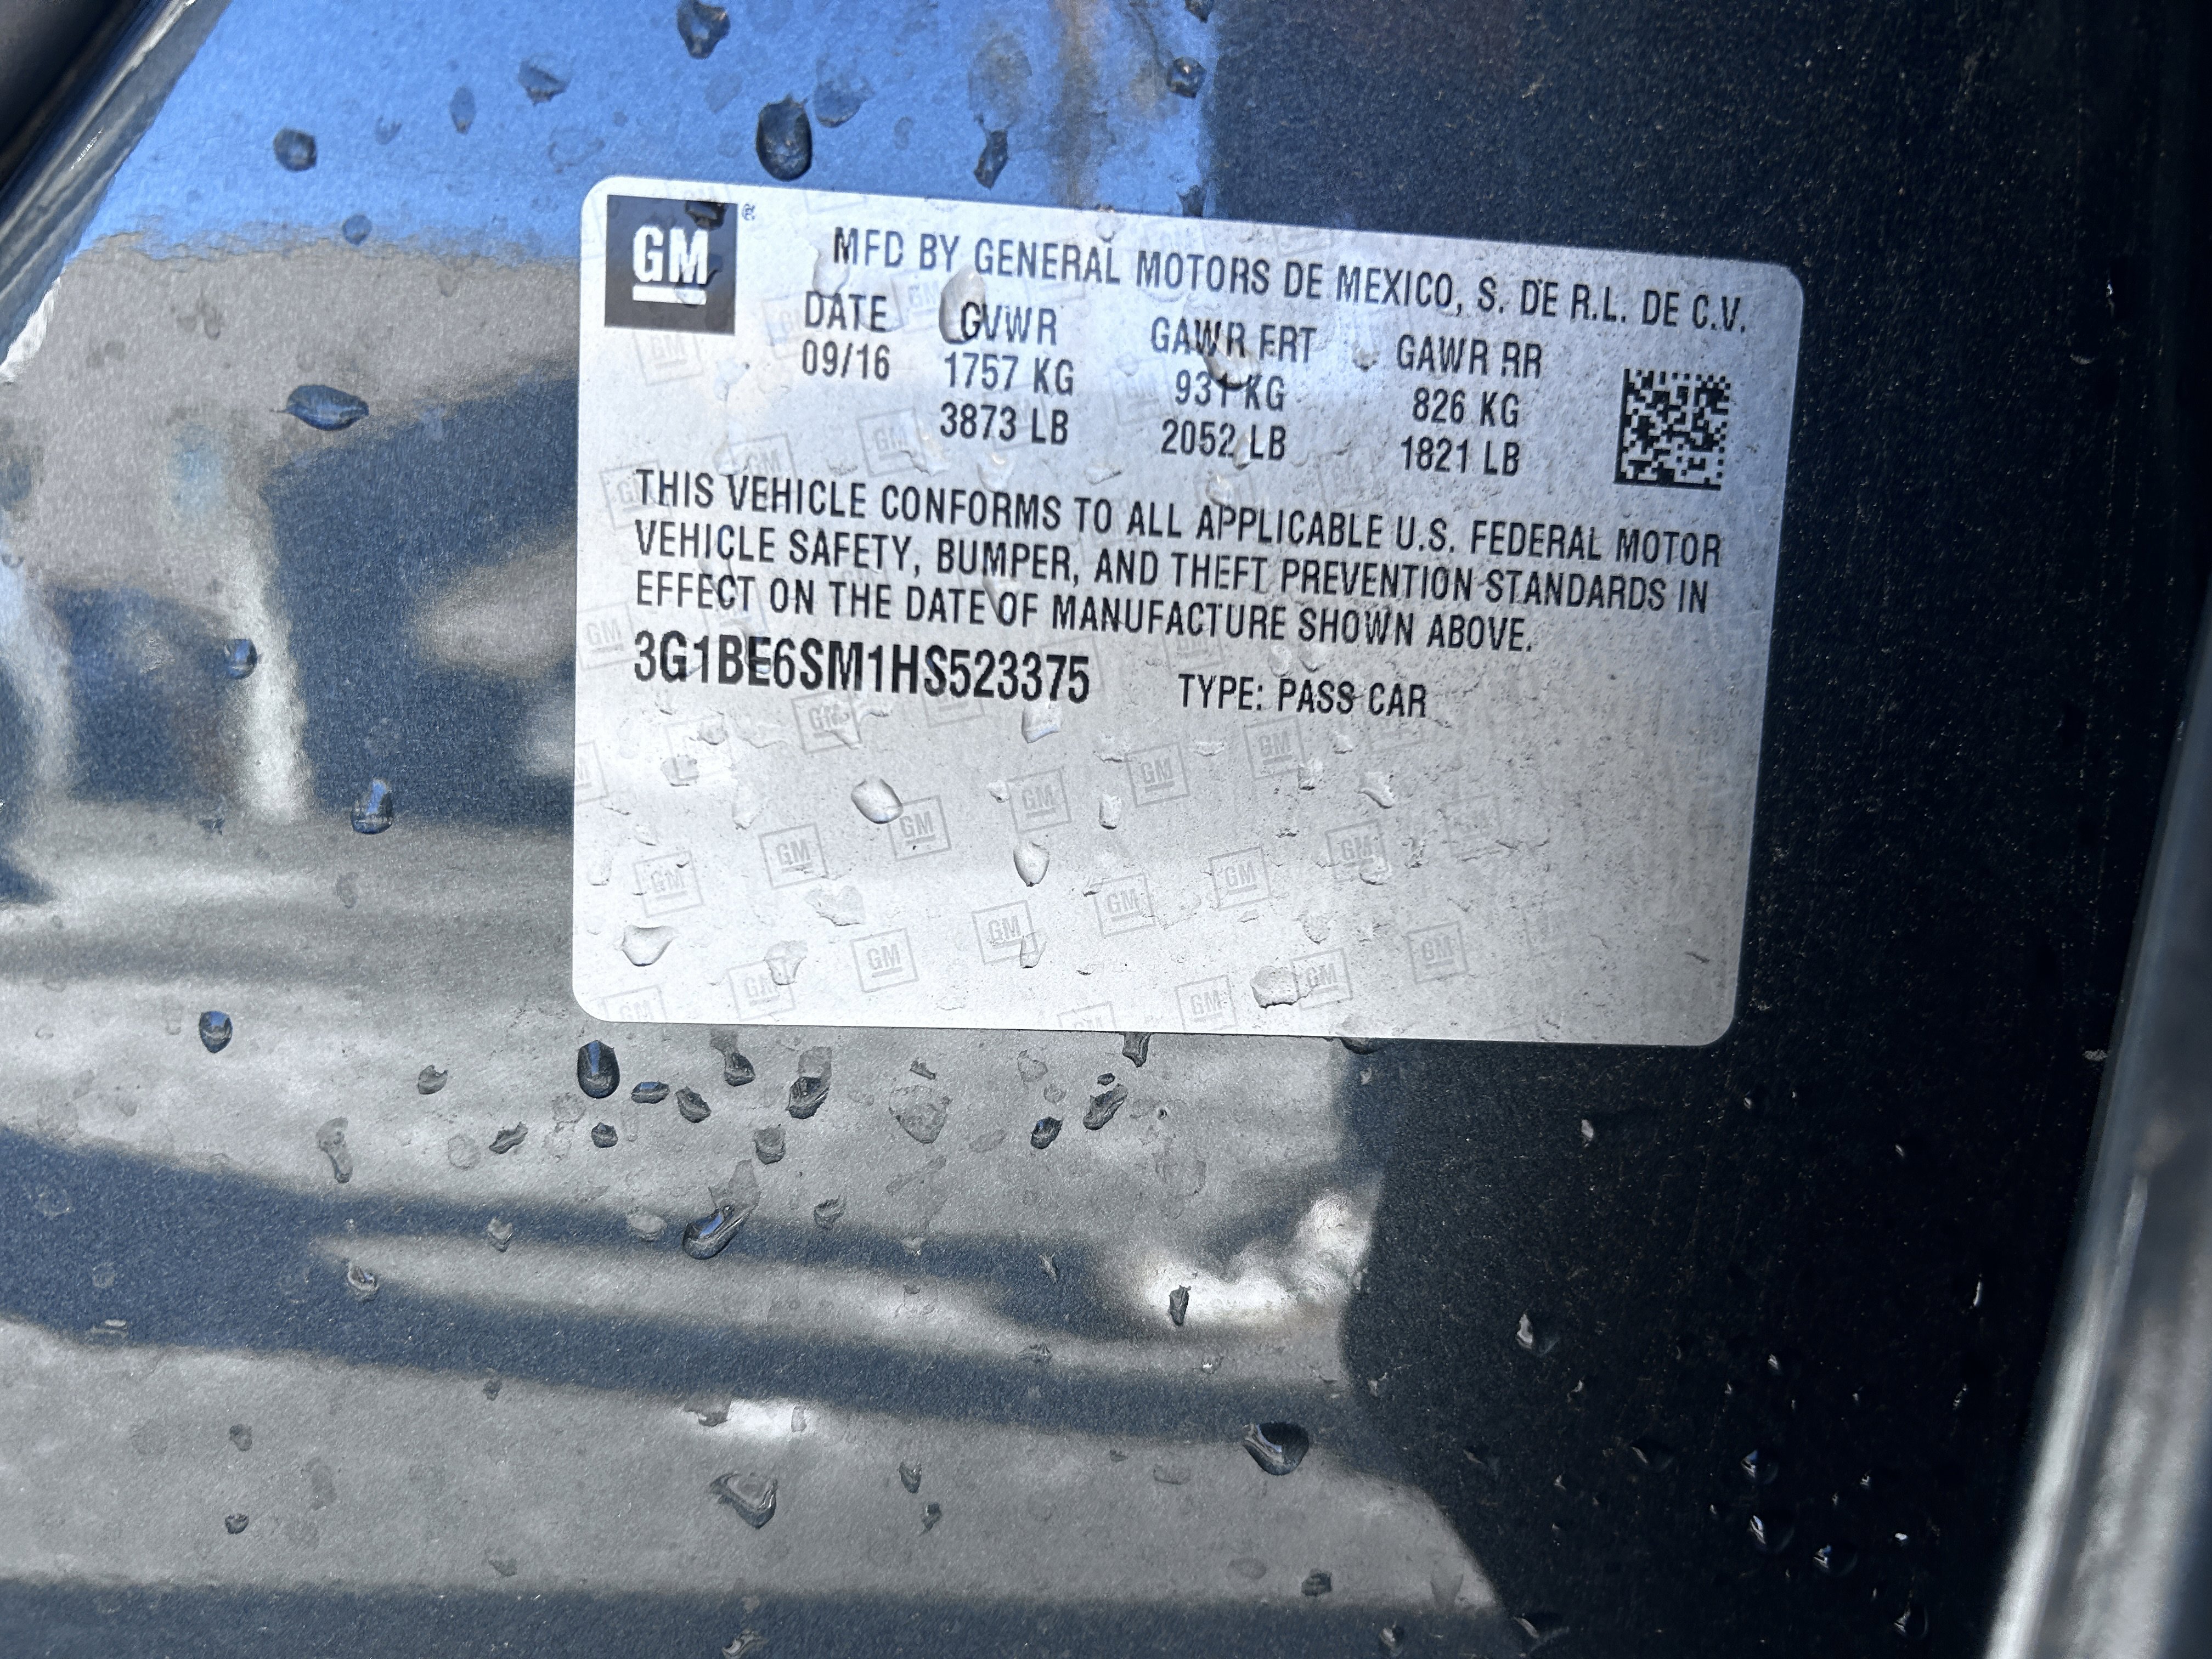 GM ®
MFD BY GENERAL MOTORS DE MEXICO, S. DE R.L. DE C.V.
DATE GVWR GAWR FRT GAWR RR
09/16 1757 KG 931 KG 826 KG
3873 LB 2052 LB 1821 LB
THIS VEHICLE CONFORMS TO ALL APPLICABLE U.S. FEDERAL MOTOR
VEHICLE SAFETY, BUMPER, AND THEFT PREVENTION STANDARDS IN
EFFECT ON THE DATE OF MANUFACTURE SHOWN ABOVE.
3G1BE6SM1HS523375 TYPE: PASS CAR